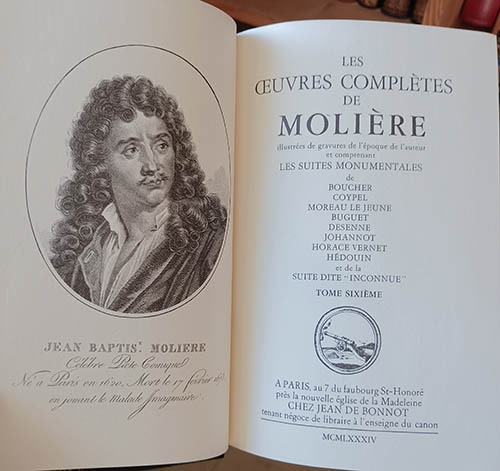 JEAN BAPTIST. MOLIERE
Célèbre Poète Comique,
Né à Paris en 1620. Mort le 17 février 1673
en jouant le Malade Imaginaire.
LES
ŒUVRES COMPLÈTES
DE
MOLIÈRE
illustrées de gravures de l'époque de l'auteur
et comprenant
LES SUITES MONUMENTALES
de
BOUCHER
COYPEL
MOREAU LE JEUNE
BUGUET
DESENNE
JOHANNOT
HORACE VERNET
HÉDOUIN
et de la
SUITE DITE "INCONNUE"
TOME SIXIÈME
A PARIS, au 7 du faubourg St-Honoré
près la nouvelle église de la Madeleine
CHEZ JEAN DE BONNOT
tenant négoce de libraite à l'enseigne du canon
MCMLXXXIV